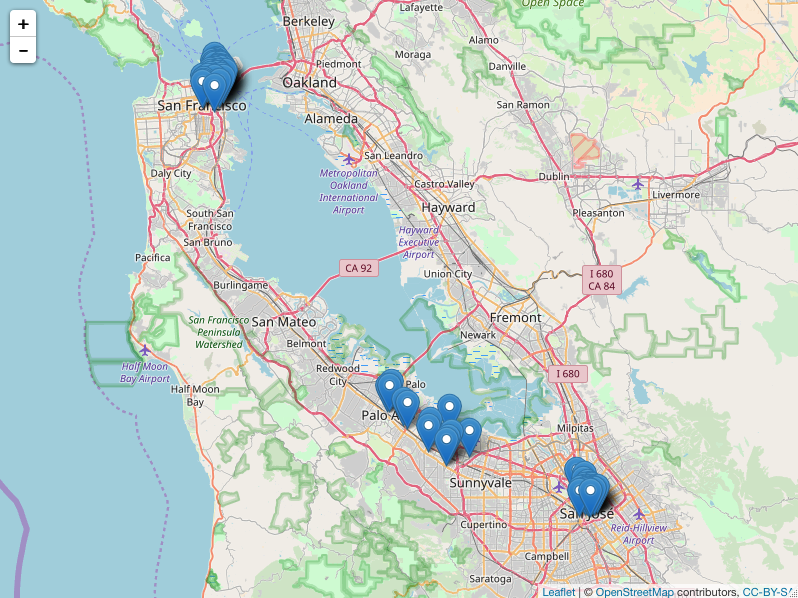 +
−
Berkeley
Lafayette
Open Space
Alamo
Moraga
Danville
Piedmont
Oakland
San Francisco
San Ramon
Alameda
San Leandro
Daly City
Metropolitan
Oakland
International
Airport
Castro Valley
Dublin
Livermore
Hayward
Pleasanton
South San
Francisco
San Bruno
Hayward
Executive
Airport
Pacifica
CA 92
Union City
I 680
CA 84
Burlingame
San Francisco
Peninsula
Watershed
San Mateo
Fremont
Newark
Belmont
Half Moon
Bay Airport
Redwood
City
I 680
Half Moon
Bay
Palo
Palo A
Milpitas
Sunnyvale
San Jose
Cupertino
Reid-Hillview
Airport
Campbell
Saratoga
Leaflet | © OpenStreetMap contributors, CC-BY-SA